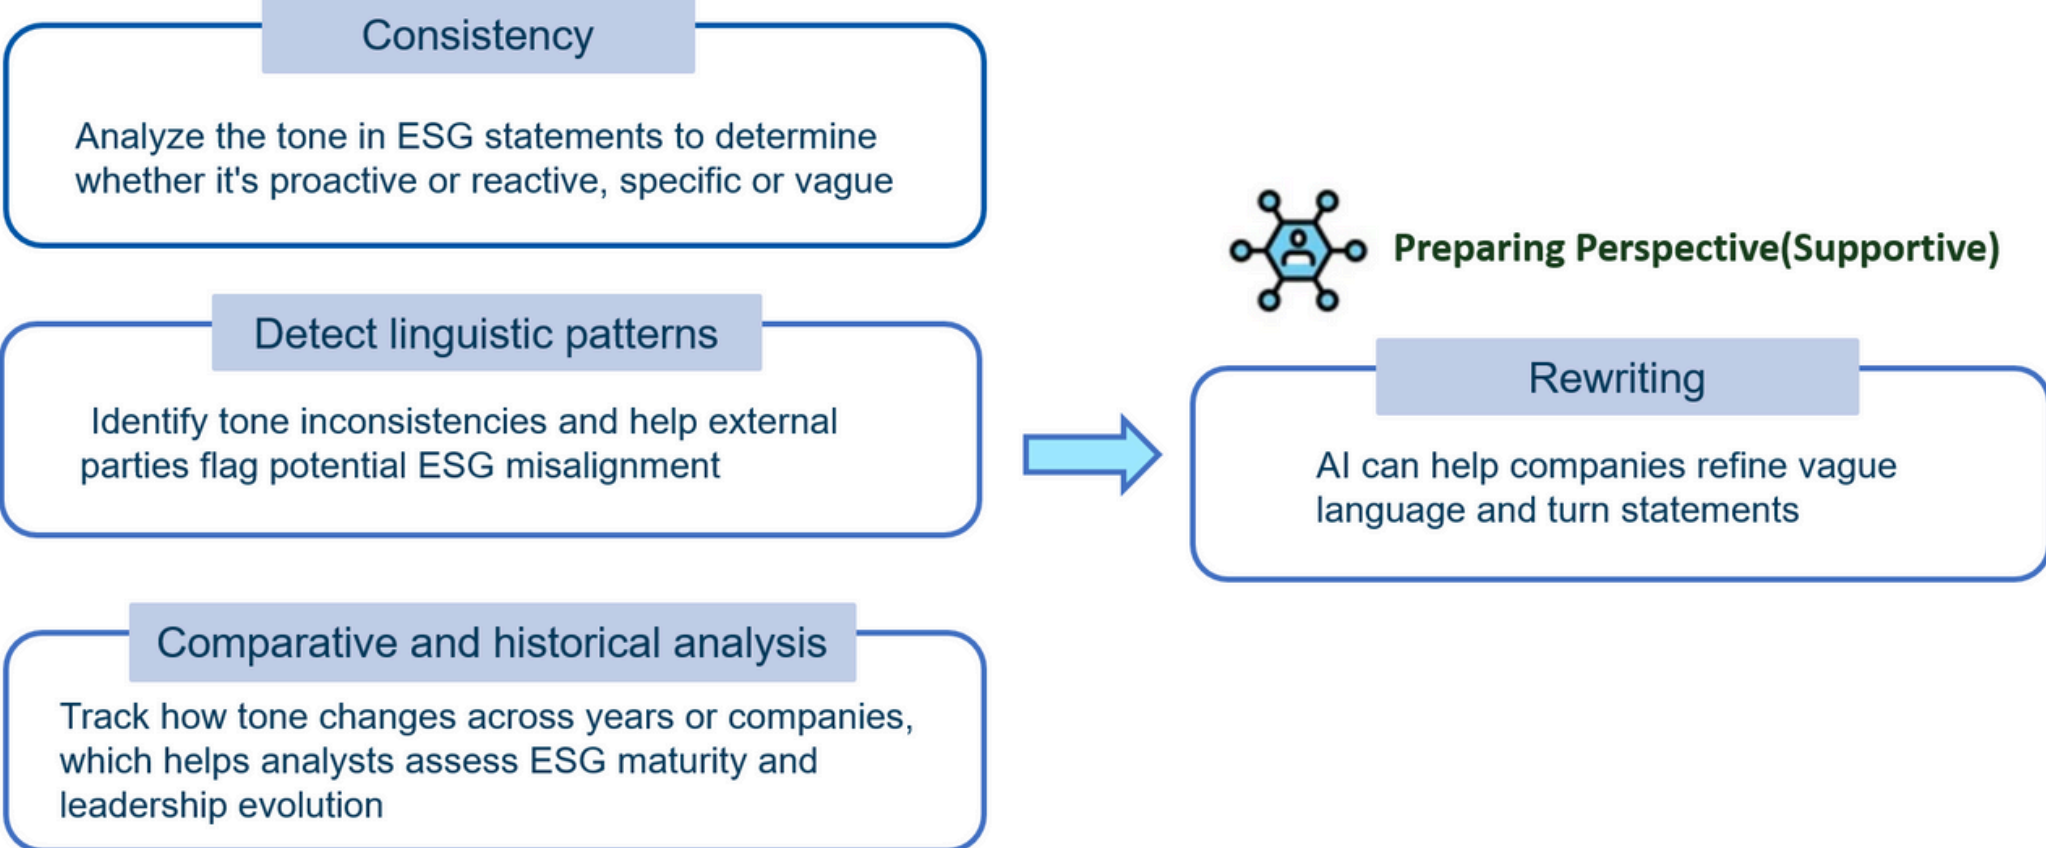 Consistency
Analyze the tone in ESG statements to determine
whether it's proactive or reactive, specific or vague
Detect linguistic patterns
Identify tone inconsistencies and help external
parties flag potential ESG misalignment
Comparative and historical analysis
Track how tone changes across years or companies,
which helps analysts assess ESG maturity and
leadership evolution
Preparing Perspective(Supportive)
Rewriting
AI can help companies refine vague
language and turn statements